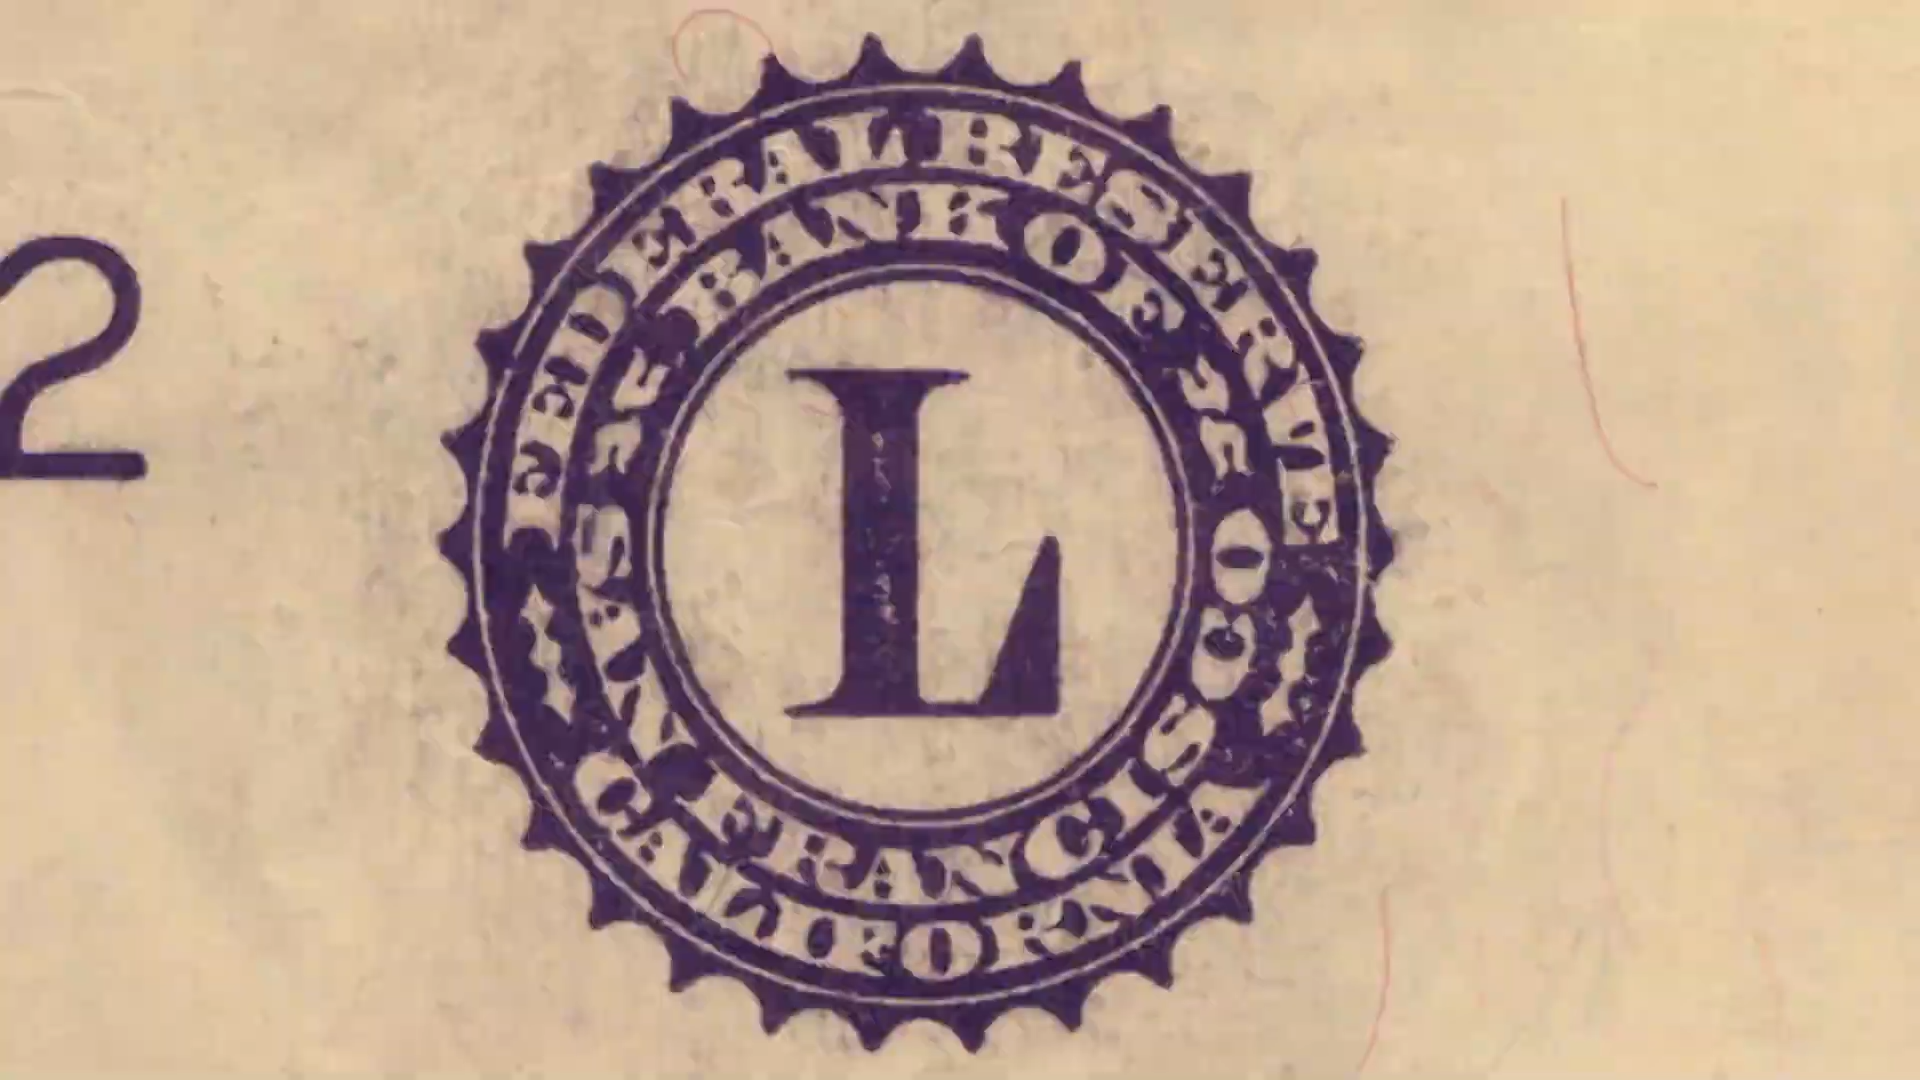 2
FEDERAL RESERVE
BANK OF
SAN FRANCISCO
CALIFORNIA
L